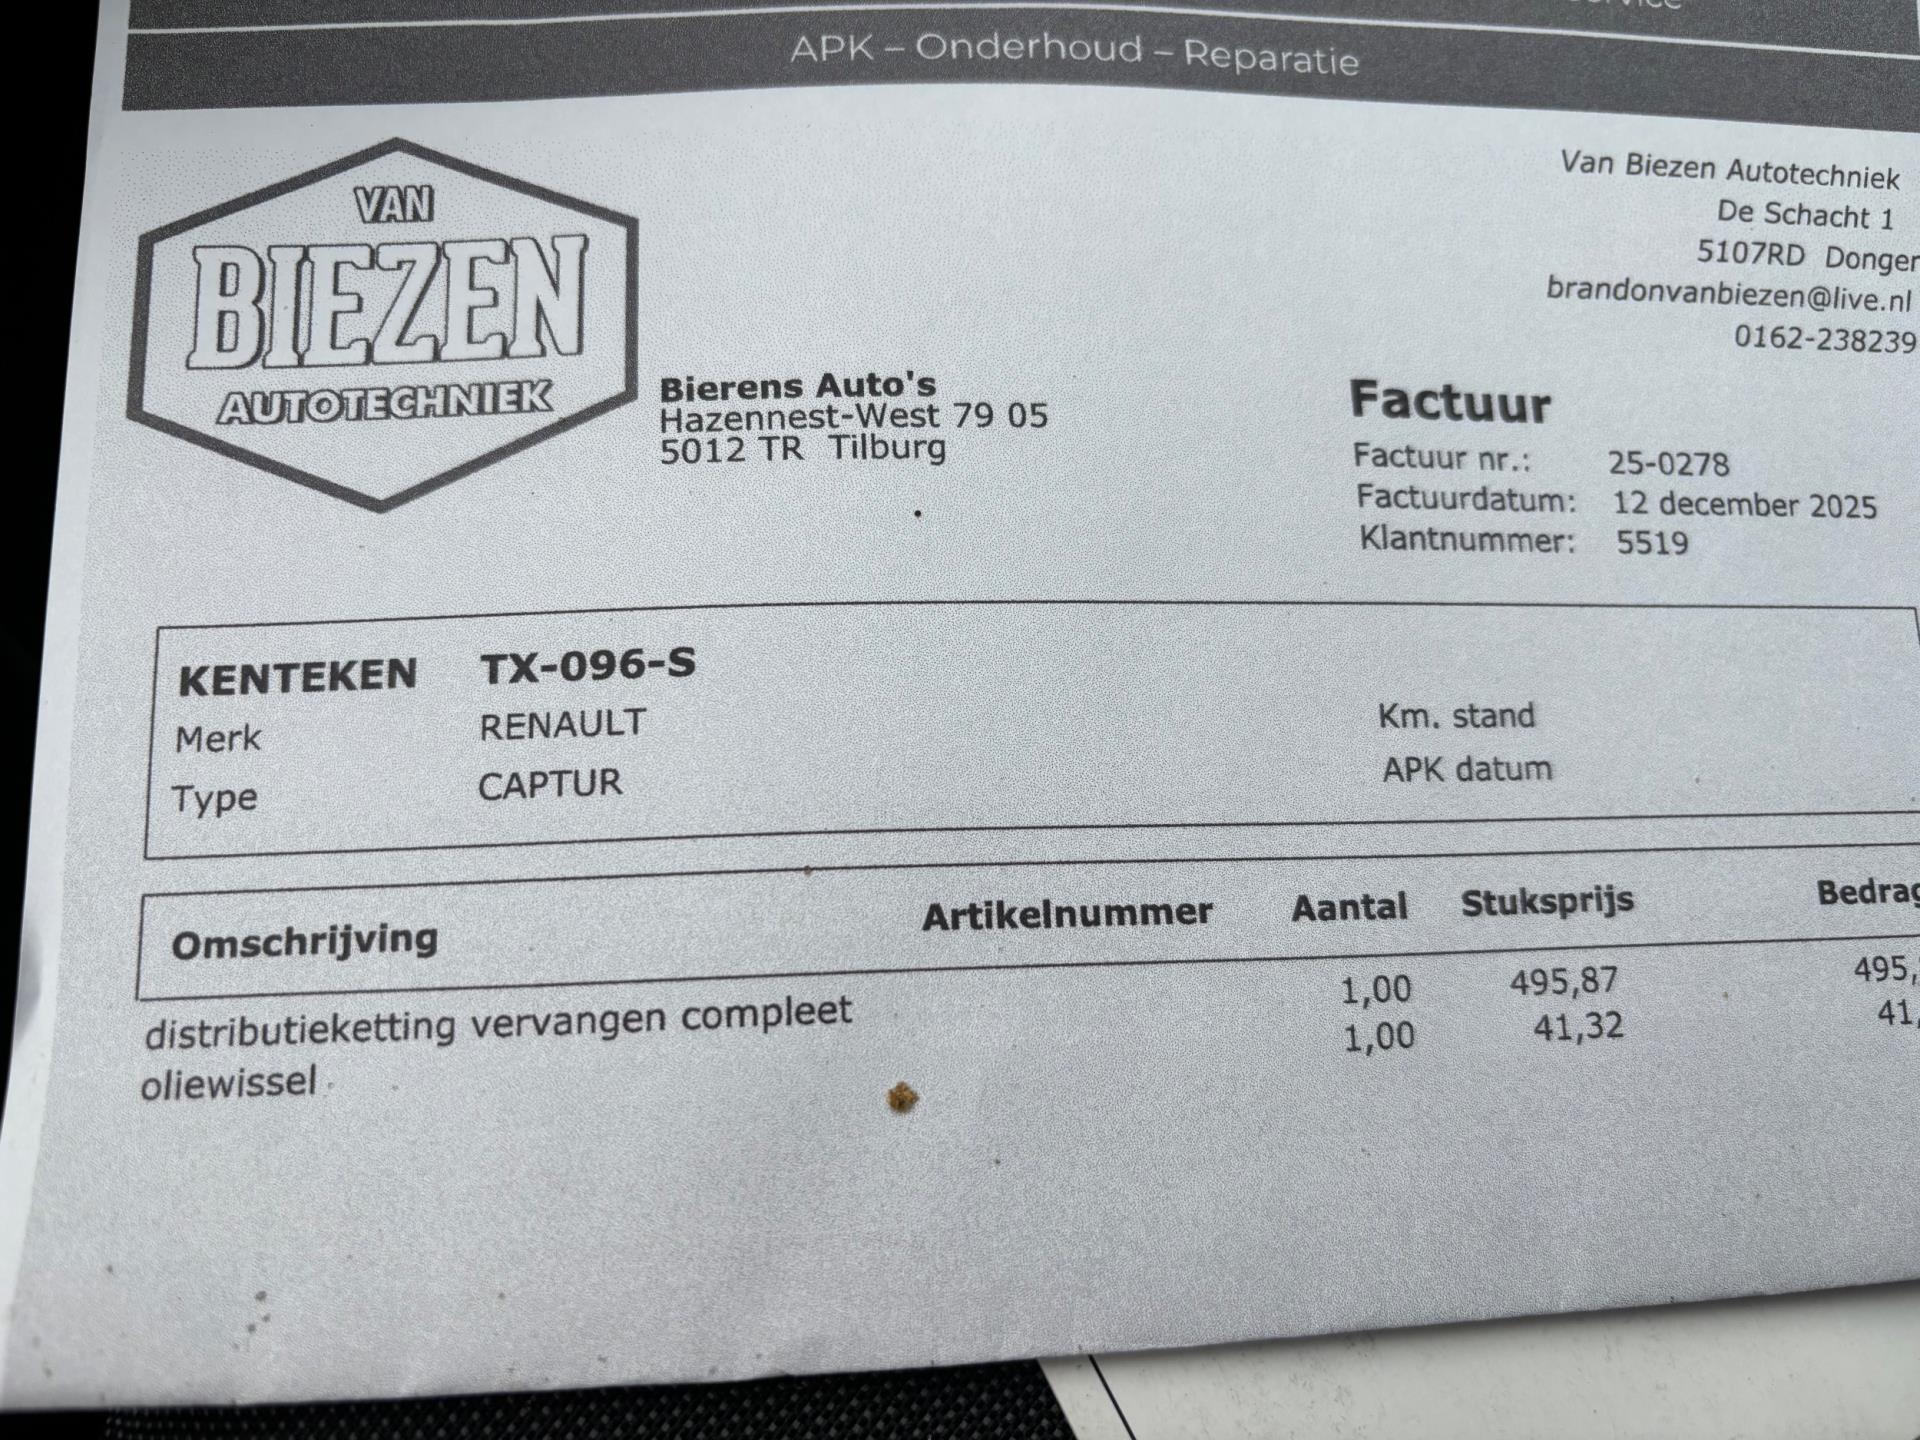 APK – Onderhoud – Reparatie
VAN
BIEZEN
AUTOTECHNIEK
Van Biezen Autotechniek
De Schacht 1
5107RD Donger
brandonvanbiezen@live.nl
0162-238239
Bierens Auto's
Hazennest-West 79 05
5012 TR Tilburg
Factuur
Factuur nr.: 25-0278
Factuurdatum: 12 december 2025
Klantnummer: 5519
KENTEKEN TX-096-S
Merk RENAULT Km. stand
Type CAPTUR APK datum
Omschrijving Artikelnummer Aantal Stuksprijs Bedrag
distributieketting vervangen compleet 1,00 495,87 495,
oliewissel 1,00 41,32 41,